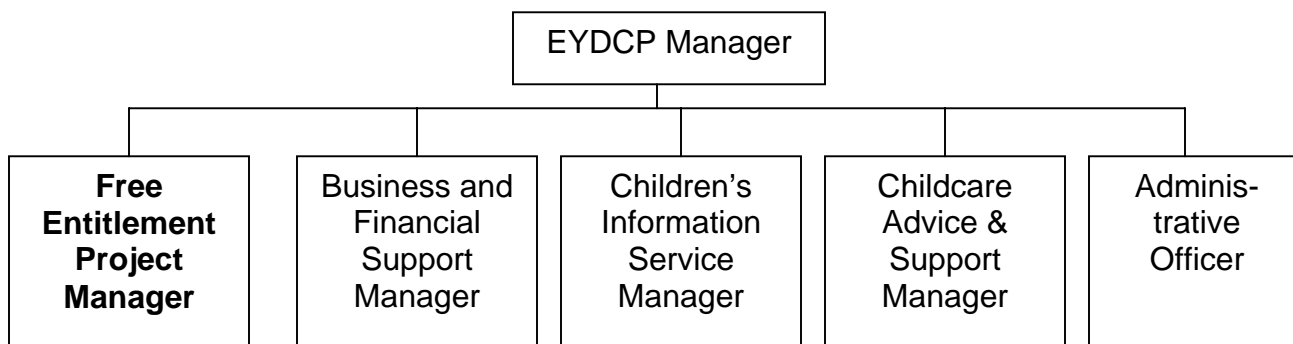 EYDCP Manager
Free
Entitlement
Project
Manager
Business and
Financial
Support
Manager
Children’s
Information
Service
Manager
Childcare
Advice &
Support
Manager
Adminis-
trative
Officer